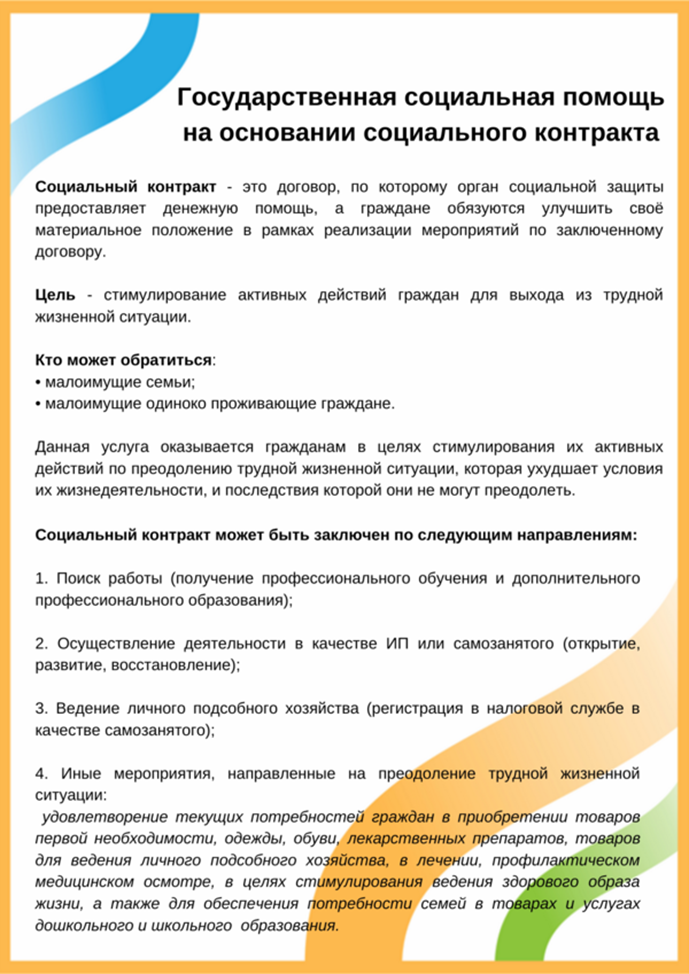 Государственная социальная помощь
на основании социального контракта
Социальный контракт - это договор, по которому орган социальной защиты
предоставляет денежную помощь, а граждане обязуются улучшить своё
материальное положение в рамках реализации мероприятий по заключенному
договору.
Цель - стимулирование активных действий граждан для выхода из трудной
жизненной ситуации.
Кто может обратиться:
• малоимущие семьи;
• малоимущие одиноко проживающие граждане.
Данная услуга оказывается гражданам в целях стимулирования их активных
действий по преодолению трудной жизненной ситуации, которая ухудшает условия
их жизнедеятельности, и последствия которой они не могут преодолеть.
Социальный контракт может быть заключен по следующим направлениям:
1. Поиск работы (получение профессионального обучения и дополнительного
профессионального образования);
2. Осуществление деятельности в качестве ИП или самозанятого (открытие,
развитие, восстановление);
3. Ведение личного подсобного хозяйства (регистрация в налоговой службе в
качестве самозанятого);
4. Иные мероприятия, направленные на преодоление трудной жизненной
ситуации:
удовлетворение текущих потребностей граждан в приобретении товаров
первой необходимости, одежды, обуви, лекарственных препаратов, товаров
для ведения личного подсобного хозяйства, в лечении, профилактическом
медицинском осмотре, в целях стимулирования ведения здорового образа
жизни, а также для обеспечения потребности семей в товарах и услугах
дошкольного и школьного образования.